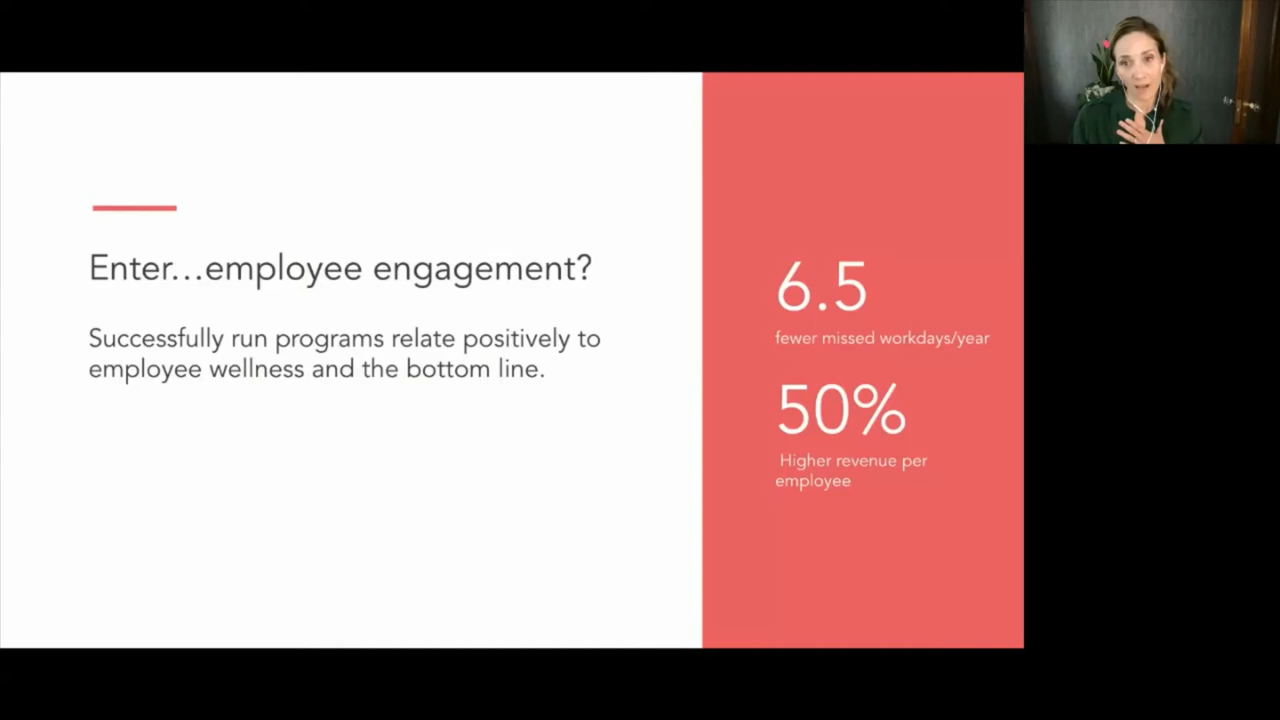 Enter…employee engagement?
Successfully run programs relate positively to
employee wellness and the bottom line.
6.5
fewer missed workdays/year
50%
Higher revenue per
employee